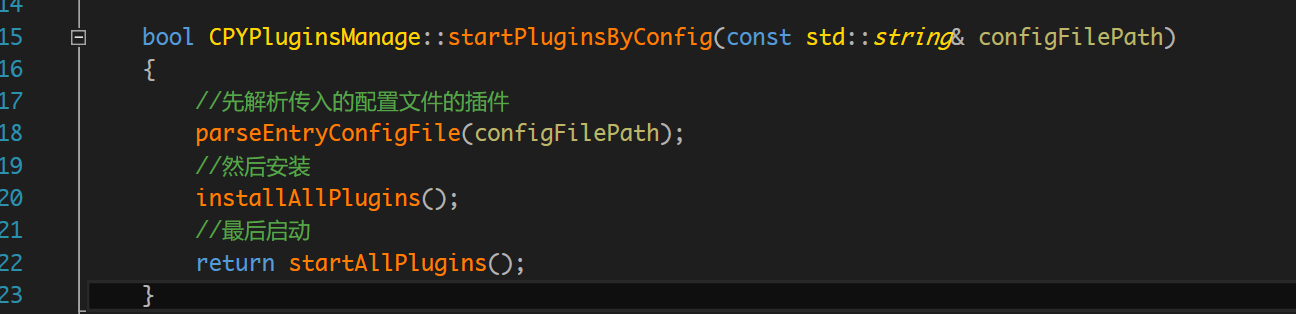 14
15 bool CPYPluginsManage::startPluginsByConfig(const std::string& configFilePath)
16 {
17 //先解析传入的配置文件的插件
18 parseEntryConfigFile(configFilePath);
19 //然后安装
20 installAllPlugins();
21 //最后启动
22 return startAllPlugins();
23 }